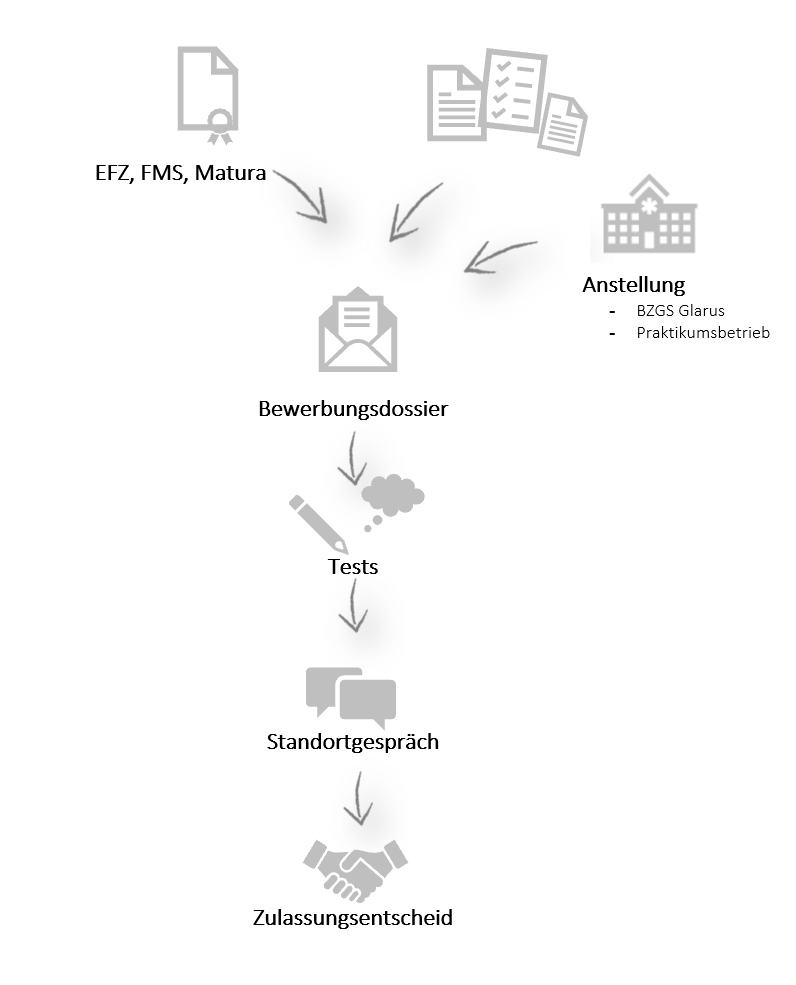 EFZ, FMS, Matura
Anstellung
- BZGS Glarus
- Praktikumsbetrieb
Bewerbungsdossier
Tests
Standortgespräch
Zulassungsentscheid